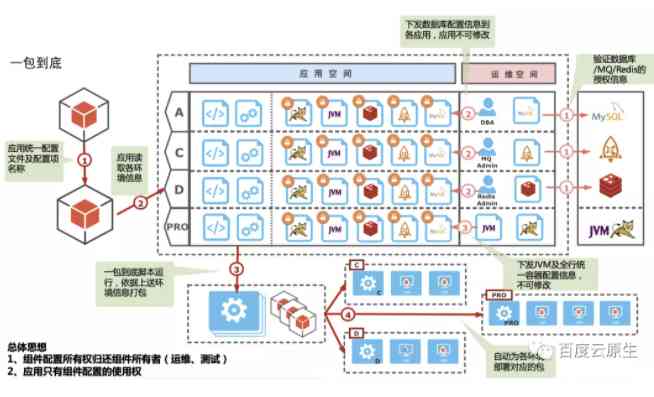 下发数据库配置信息到
各应用，应用不可修改
一包到底
应用空间
运维空间
验证数据库
/MQ/Redis的
授权信息
A
JVM
2
DBA
1
MySQL
应用统一配置
文件及配置项
名称
1
应用读
取各环
境信息
C
JVM
2
MQ
Admin
1
2
D
JVM
2
Redis
Admin
1
PRO
JVM
3
JVM
JVM
3
一包到底脚本运
行，依据上送环
境信息打包
下发JVM及全行统
一容器配置信息，
不可修改
C
C
4
PRO
PRO
D
D
自动为各环境
部署对应的包
百度云原生
总体思想
1、组件配置所有权归还组件所有者（运维、测试）
2、应用只有组件配置的使用权